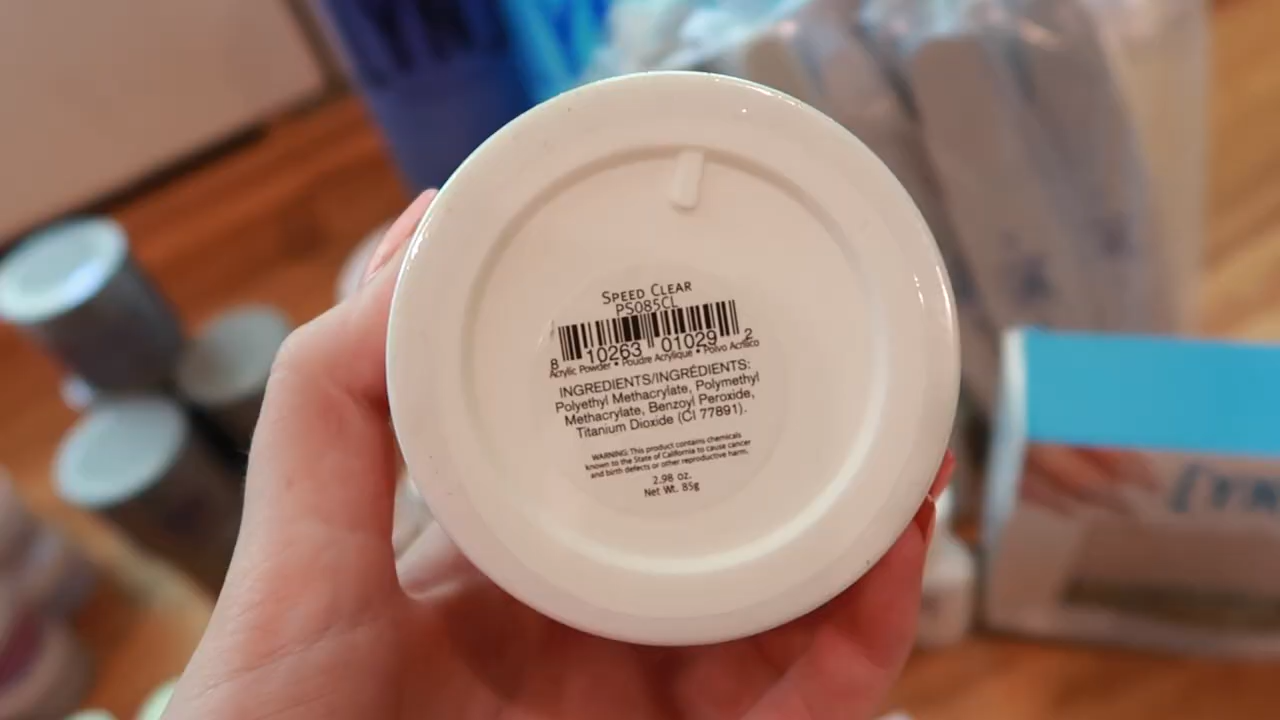 SPEED CLEAR
PS085CL
8 10263 01029 2
Acrylic Powder • Poudre Acrylique • Polvo Acrílico
INGREDIENTS/INGRÉDIENTS:
Polyethyl Methacrylate, Polymethyl
Methacrylate, Benzoyl Peroxide,
Titanium Dioxide (CI 77891).
WARNING: This product contains chemicals
known to the State of California to cause cancer
and birth defects or other reproductive harm.
2.98 oz.
Net Wt. 85g